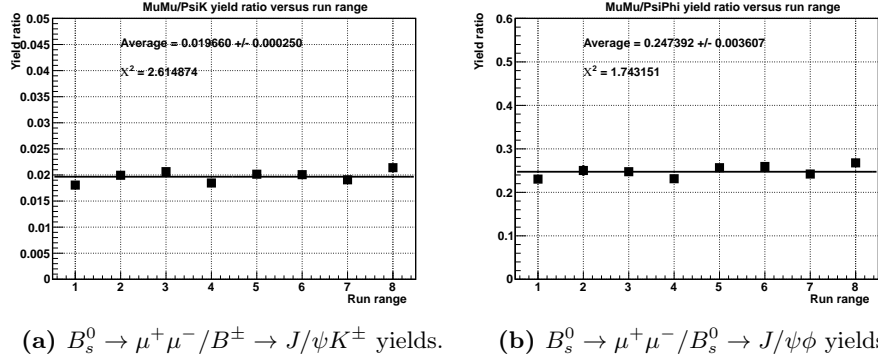 MuMu/PsiK yield ratio versus run range
Yield ratio
0.05
0.045
0.04
0.035
0.03
0.025
0.02
0.015
0.01
0.005
0
Average = 0.019660 +/- 0.000250
Χ² = 2.614874
1 2 3 4 5 6 7 8
Run range
(a) B⁰ₛ → μ⁺μ⁻/B± → J/ψK± yields.
MuMu/PsiPhi yield ratio versus run range
Yield ratio
0.6
0.5
0.4
0.3
0.2
0.1
0
Average = 0.247392 +/- 0.003607
Χ² = 1.743151
1 2 3 4 5 6 7 8
Run range
(b) B⁰ₛ → μ⁺μ⁻/B⁰ₛ → J/ψϕ yields